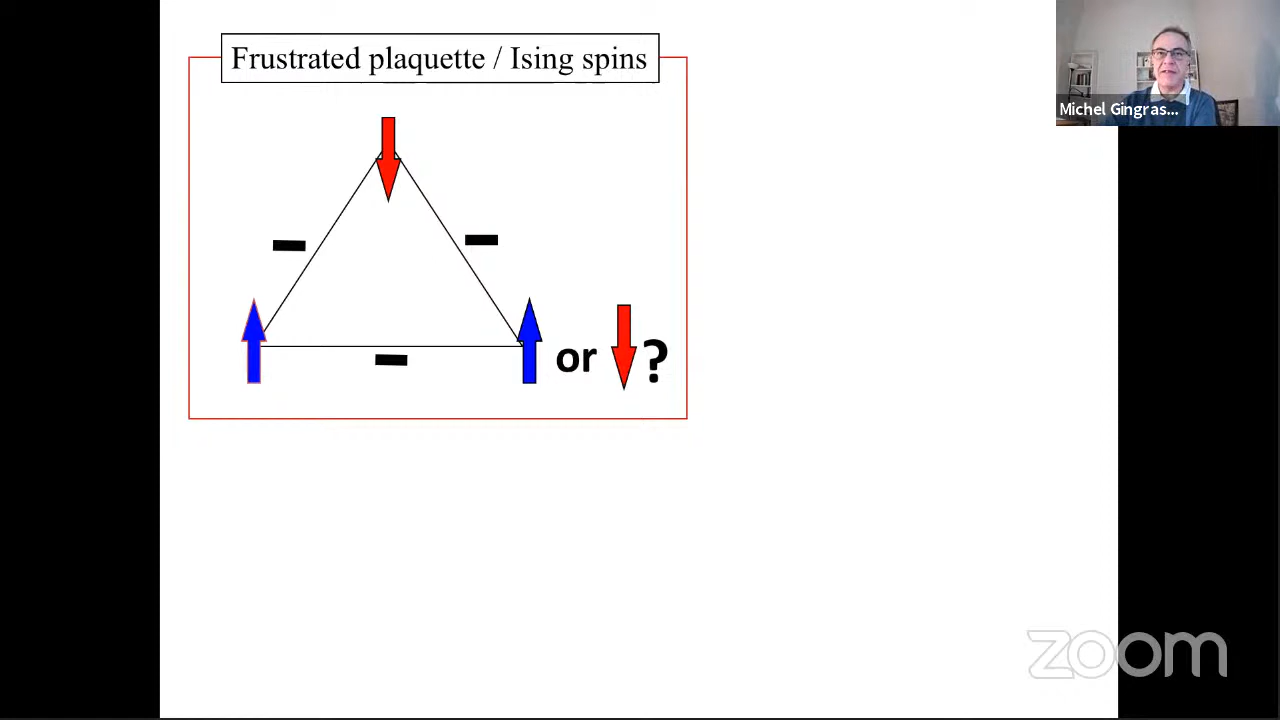 Frustrated plaquette / Ising spins
Michel Gingras...
or ?
zoom